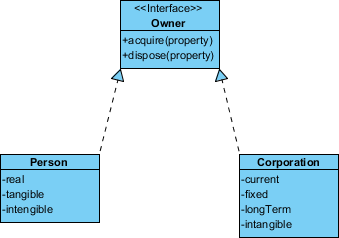 <<Interface>>
Owner
+acquire(property)
+dispose(property)
Person
-real
-tangible
-intengible
Corporation
-current
-fixed
-longTerm
-intangible